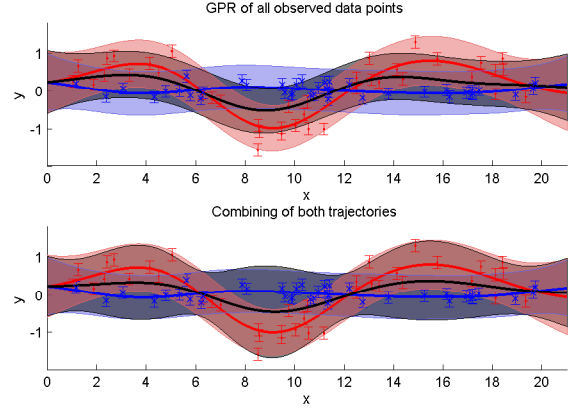 GPR of all observed data points
1
0
-1
y
0 2 4 6 8 10 12 14 16 18 20
x
Combining of both trajectories
1
0
-1
y
0 2 4 6 8 10 12 14 16 18 20
x